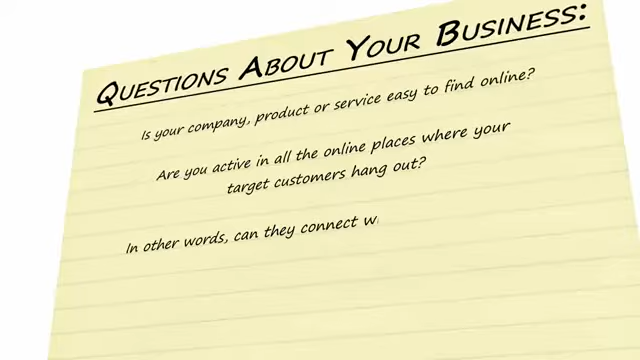 QUESTIONS ABOUT YOUR BUSINESS:
Is your company, product or service easy to find online?
Are you active in all the online places where your
target customers hang out?
In other words, can they connect w